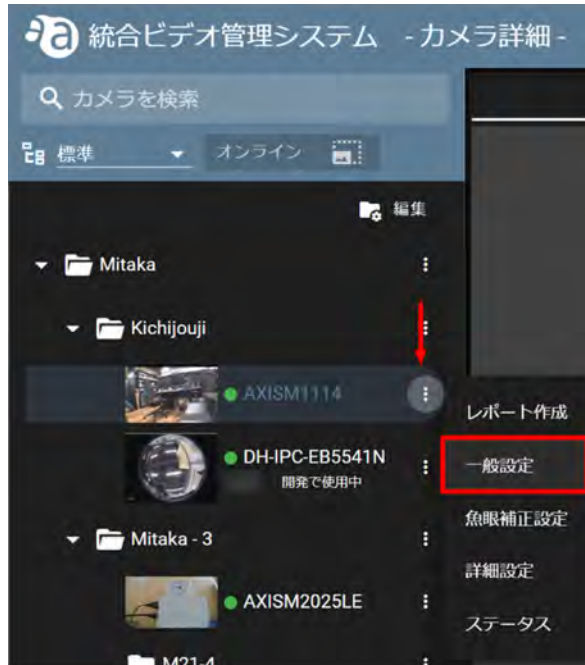 統合ビデオ管理システム - カメラ詳細 -
カメラを検索
標準 オンライン
編集
Mitaka
Kichijouji
AXISM1114
レポート作成
DH-IPC-EB5541N
一般設定
開発で使用中
魚眼補正設定
Mitaka - 3
詳細設定
AXISM2025LE
ステータス
M21-4